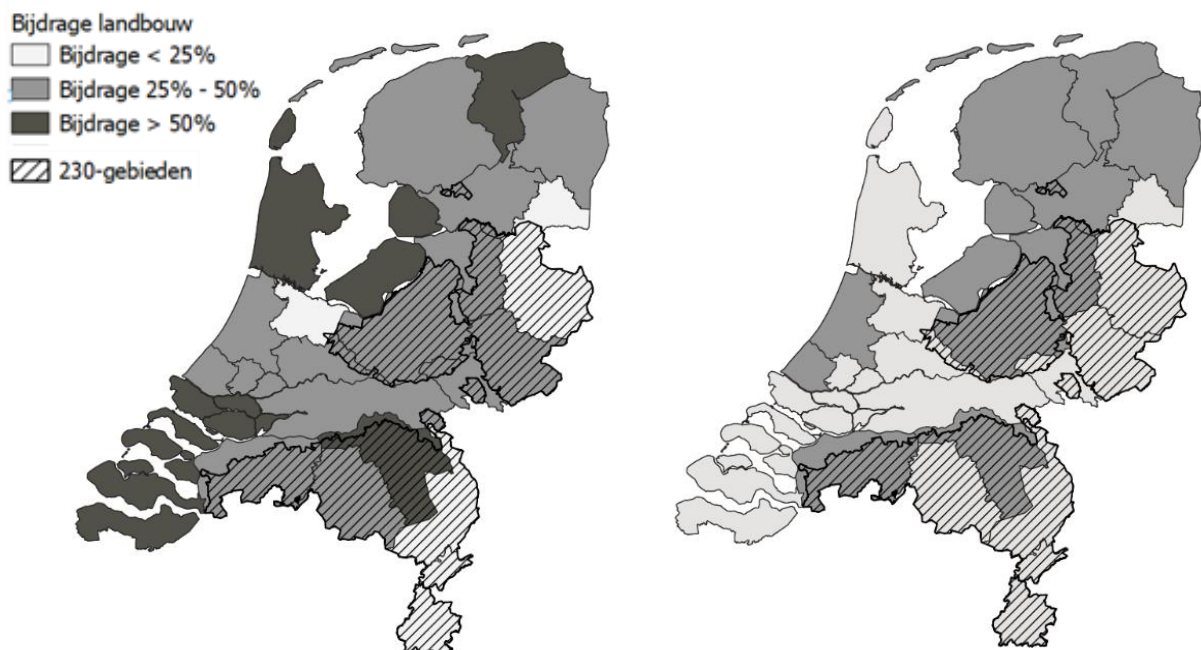 Bijdrage landbouw
Bijdrage < 25%
Bijdrage 25% - 50%
Bijdrage > 50%
230-gebieden